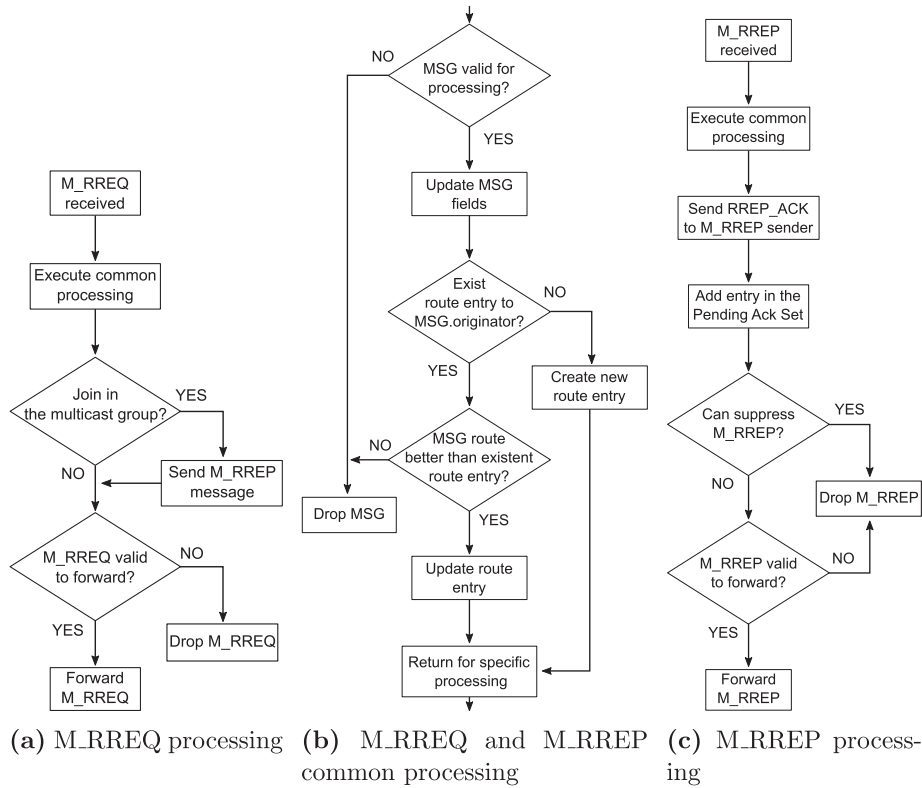 M_RREQ
received
Execute common
processing
Join in
the multicast group?
YES
NO
Send M_RREP
message
M_RREQ valid
to forward?
NO
YES
Drop M_RREQ
Forward
M_RREQ
(a) M_RREQ processing
MSG valid for
processing?
NO
YES
Update MSG
fields
Exist
route entry to
MSG.originator?
NO
YES
Create new
route entry
MSG route
better than existent
route entry?
NO
YES
Drop MSG
Update route
entry
Return for specific
processing
(b) M_RREQ and M_RREP
common processing
M_RREP
received
Execute common
processing
Send RREP_ACK
to M_RREP sender
Add entry in the
Pending Ack Set
Can suppress
M_RREP?
YES
NO
Drop M_RREP
M_RREP valid
to forward?
NO
YES
Forward
M_RREP
(c) M_RREP process-
ing